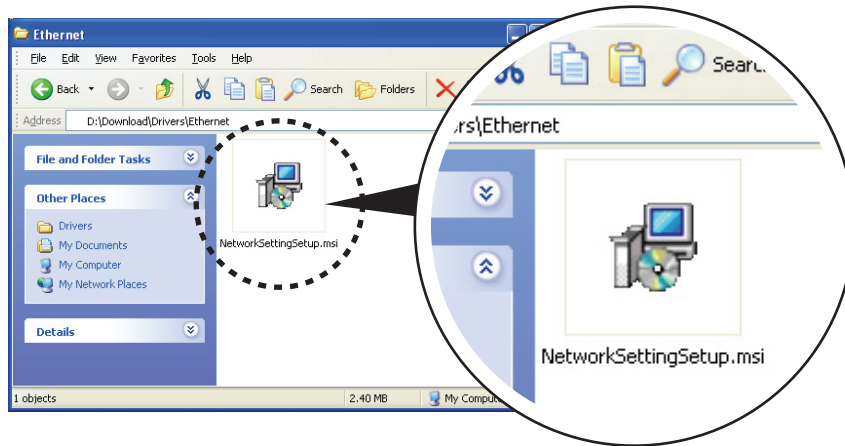 Ethernet
File Edit View Favorites Tools Help
Back Search Folders
Address D:\Download\Drivers\Ethernet
File and Folder Tasks
Other Places
Drivers
My Documents
My Computer
My Network Places
Details
NetworkSettingSetup.msi
1 objects 2.40 MB My Compu
Searc
rs\Ethernet
NetworkSettingSetup.msi